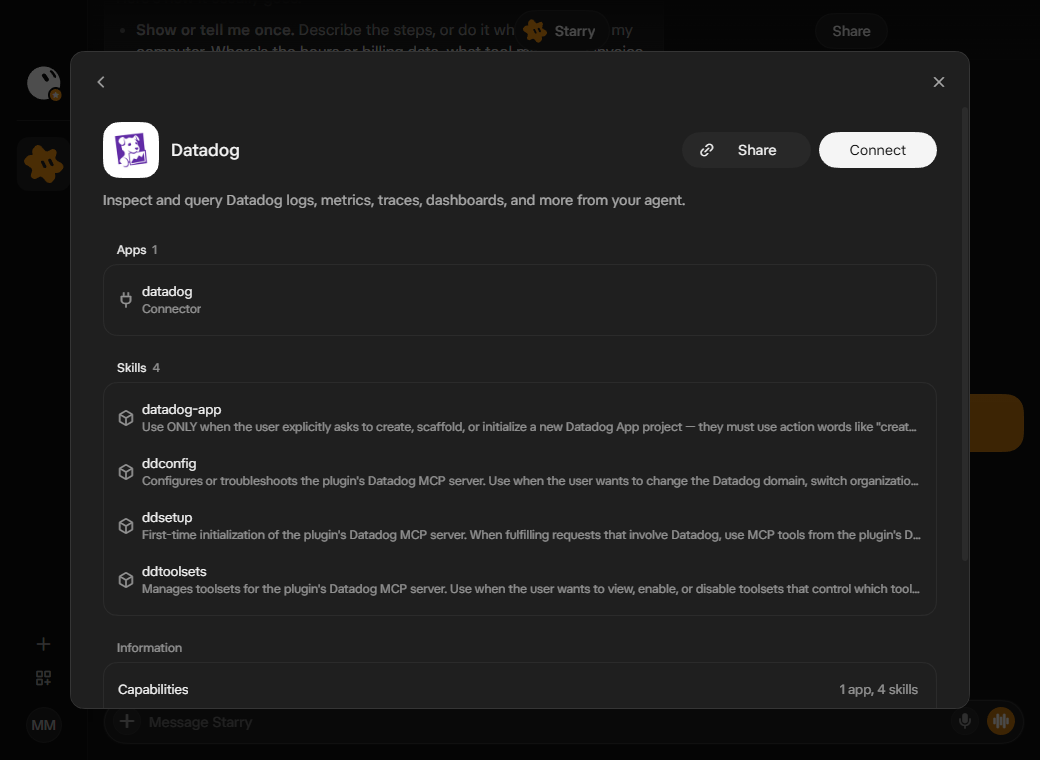 Show or tell me once. Describe the steps, or do it wh
my
Starry
Share
Datadog
Share
Connect
Inspect and query Datadog logs, metrics, traces, dashboards, and more from your agent.
Apps 1
datadog
Connector
Skills 4
datadog-app
Use ONLY when the user explicitly asks to create, scaffold, or initialize a new Datadog App project — they must use action words like "creat...
ddconfig
Configures or troubleshoots the plugin's Datadog MCP server. Use when the user wants to change the Datadog domain, switch organizatio...
ddsetup
First-time initialization of the plugin's Datadog MCP server. When fulfilling requests that involve Datadog, use MCP tools from the plugin's D...
ddtoolsets
Manages toolsets for the plugin's Datadog MCP server. Use when the user wants to view, enable, or disable toolsets that control which tool...
Information
Capabilities
1 app, 4 skills
MM
Message Starry